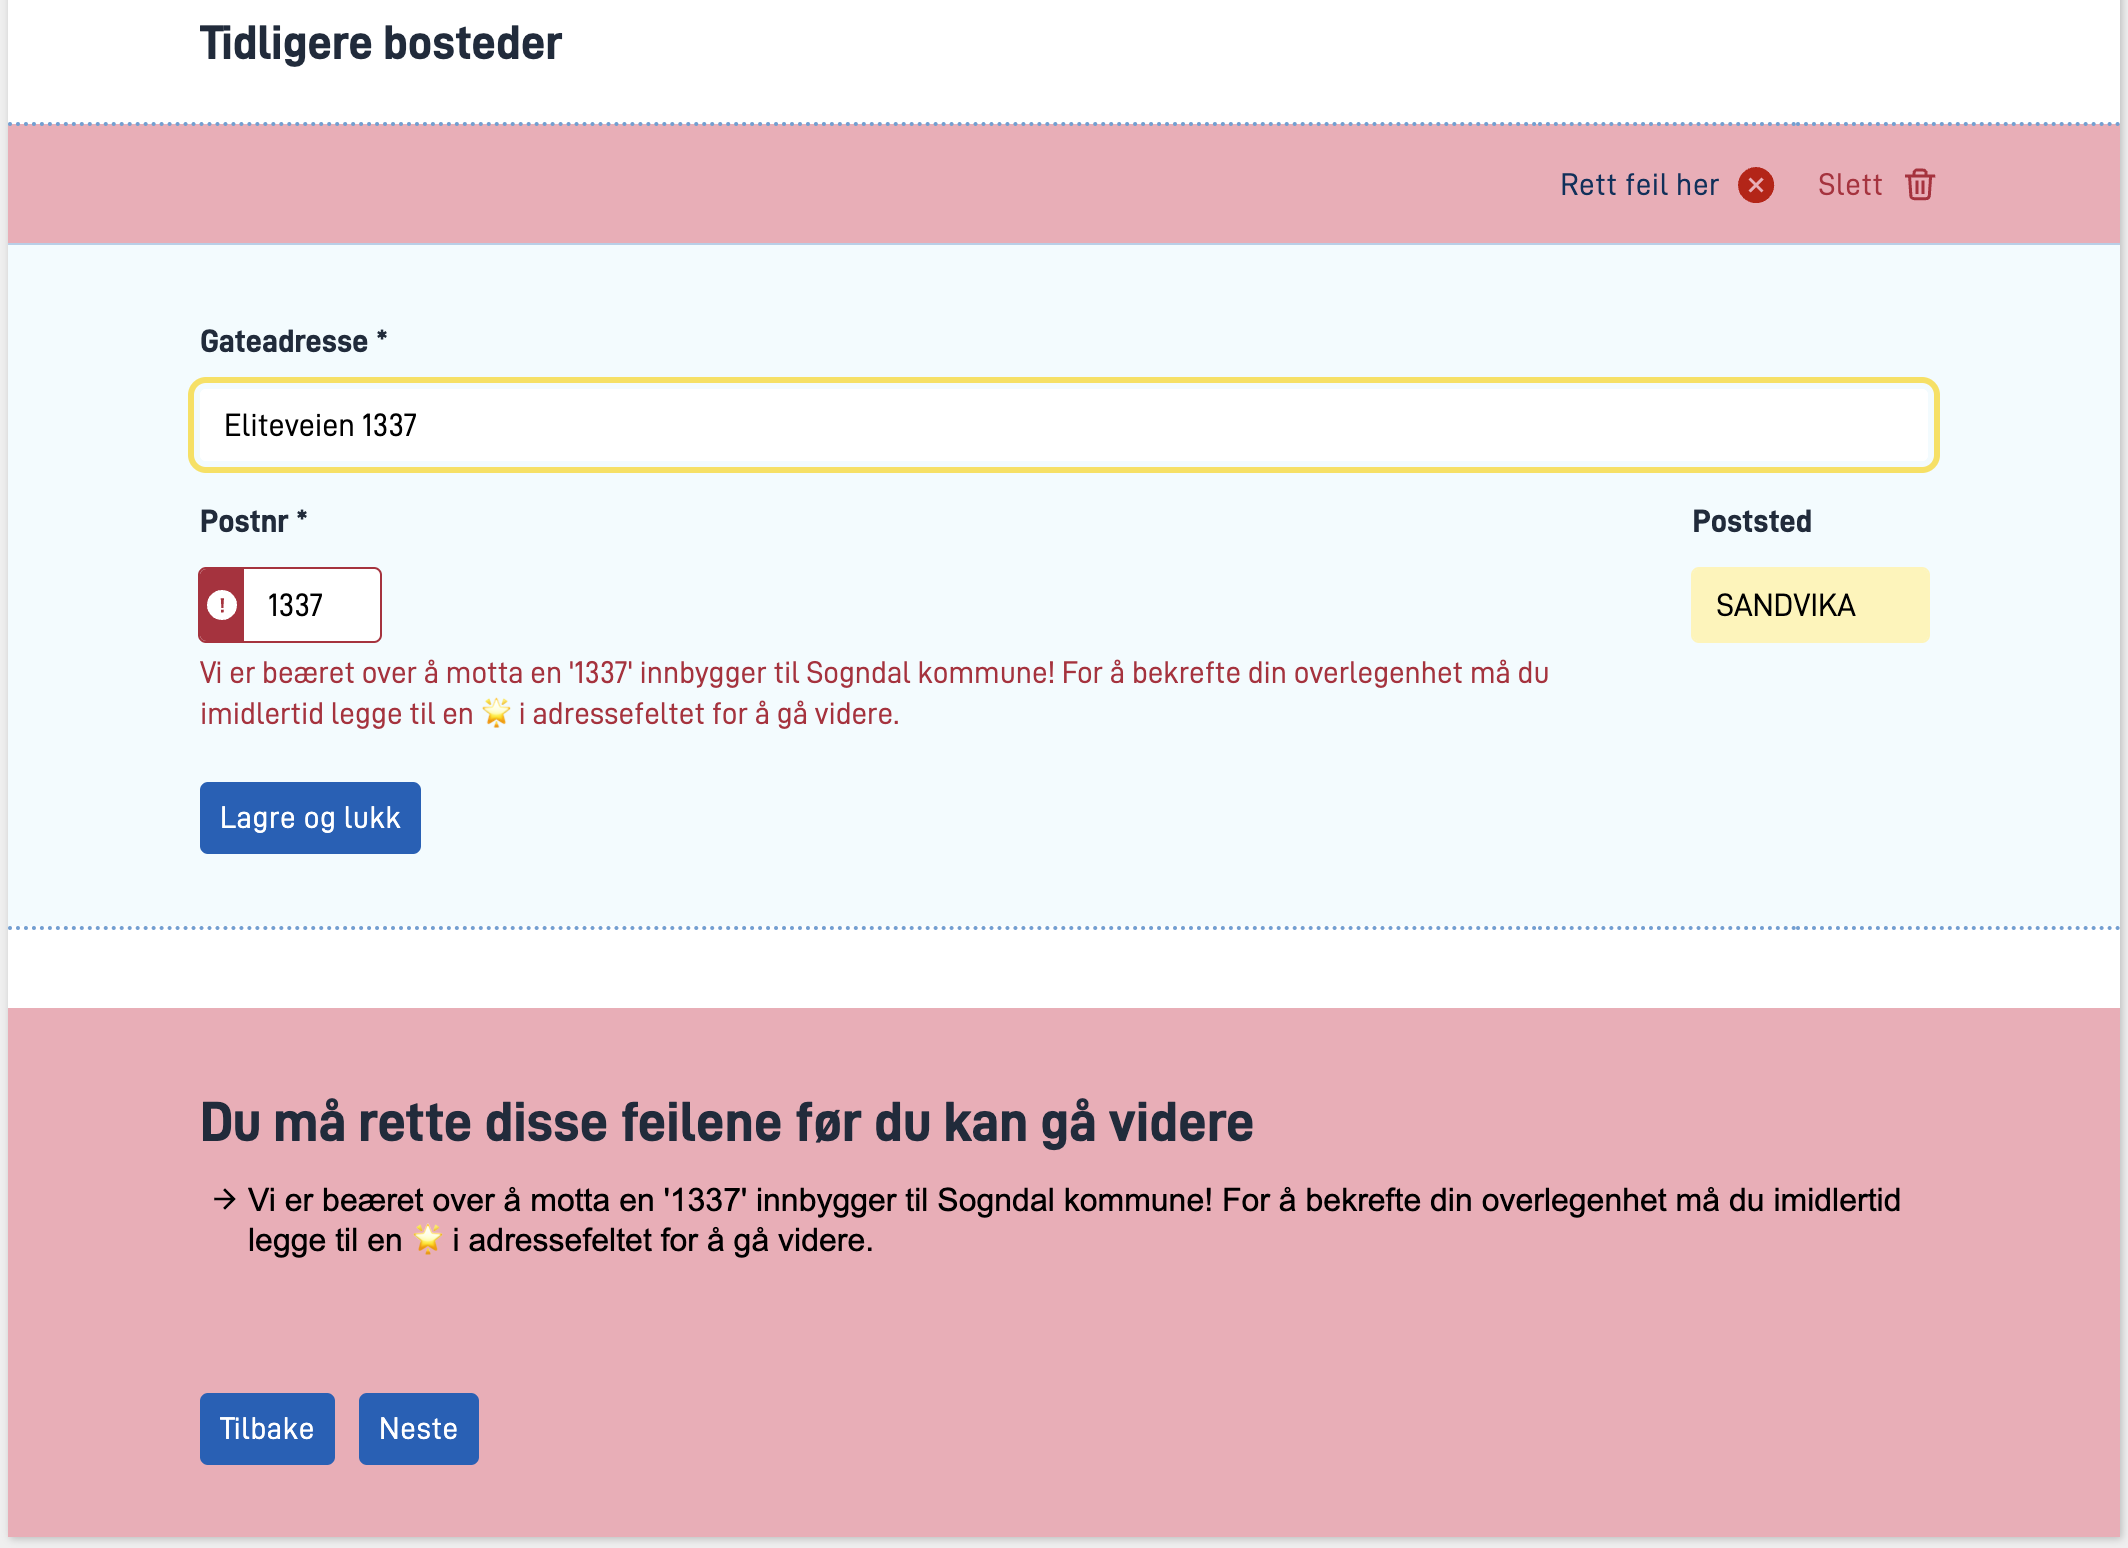 Tidligere bosteder
Rett feil her Slett
Gateadresse *
Eliteveien 1337
Postnr * Poststed
1337 SANDVIKA
Vi er beæret over å motta en '1337' innbygger til Sogndal kommune! For å bekrefte din overlegenhet må du
imidlertid legge til en 🌟 i adressefeltet for å gå videre.
Lagre og lukk
Du må rette disse feilene før du kan gå videre
→ Vi er beæret over å motta en '1337' innbygger til Sogndal kommune! For å bekrefte din overlegenhet må du imidlertid
legge til en 🌟 i adressefeltet for å gå videre.
Tilbake Neste